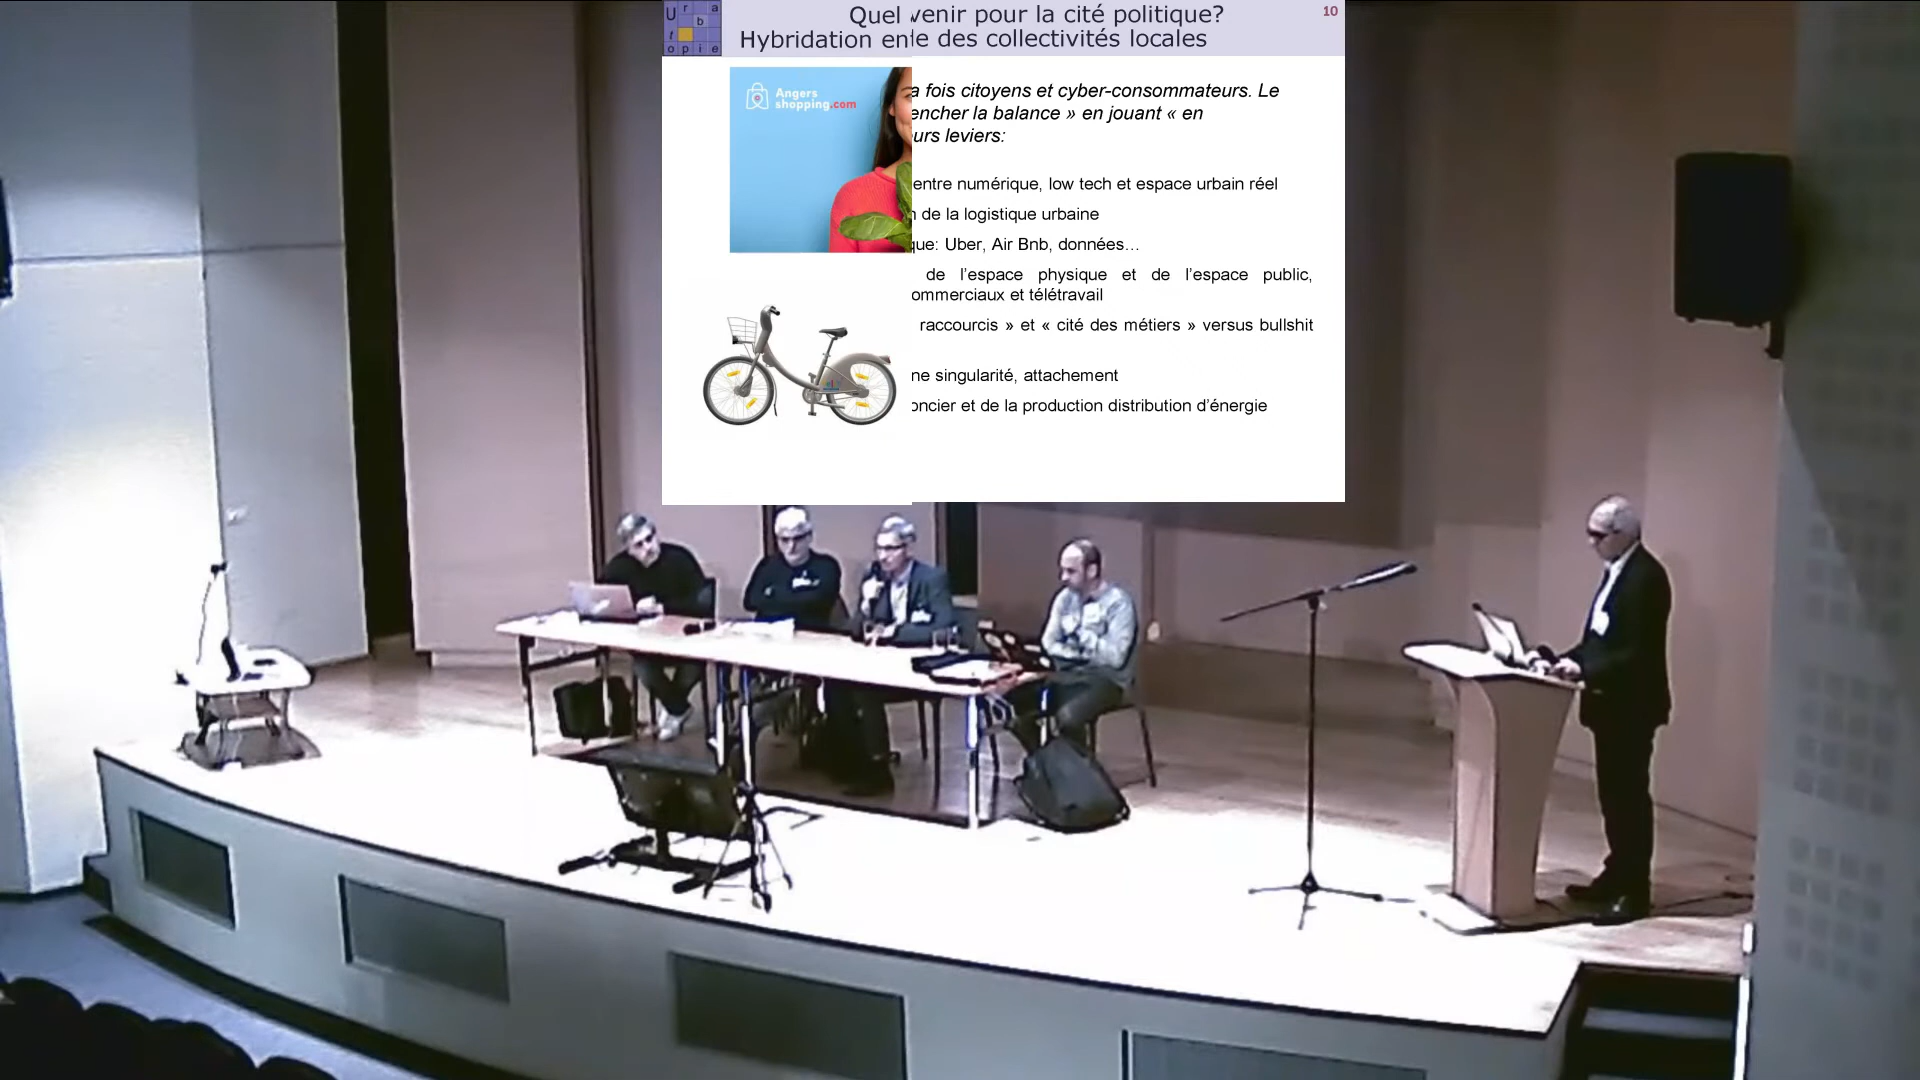 U r a
b
t
o p i e
Quel venir pour la cité politique?
10
Hybridation en le des collectivités locales
Angers
shopping.com
a fois citoyens et cyber-consommateurs. Le
encher la balance » en jouant « en
urs leviers:
entre numérique, low tech et espace urbain réel
n de la logistique urbaine
que: Uber, Air Bnb, données…
de l’espace physique et de l’espace public,
ommerciaux et télétravail
raccourcis » et « cité des métiers » versus bullshit
ne singularité, attachement
oncier et de la production distribution d’énergie